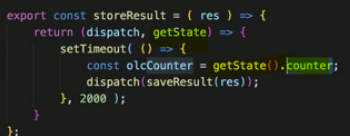 export const storeResult = ( res ) => {
return (dispatch, getState) => {
setTimeout( () => {
const olcCounter = getState().counter;
dispatch(saveResult(res));
}, 2000 );
}
};